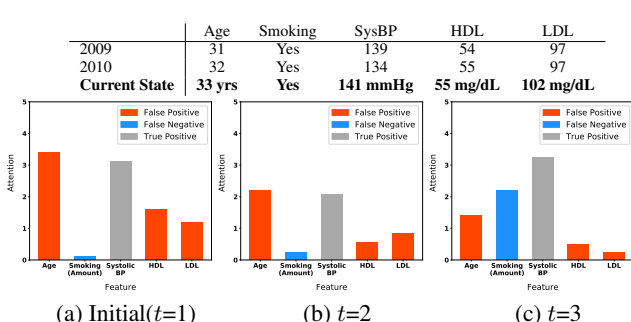 Age Smoking SysBP HDL LDL
2009 31 Yes 139 54 97
2010 32 Yes 134 55 97
Current State 33 yrs Yes 141 mmHg 55 mg/dL 102 mg/dL
5
4
3
2
1
0
Attention
False Positive
False Negative
True Positive
Age Smoking (Amount) Systolic BP HDL LDL
Feature
5
4
3
2
1
0
Attention
False Positive
False Negative
True Positive
Age Smoking (Amount) Systolic BP HDL LDL
Feature
5
4
3
2
1
0
Attention
False Positive
False Negative
True Positive
Age Smoking (Amount) Systolic BP HDL LDL
Feature
(a) Initial(t=1) (b) t=2 (c) t=3